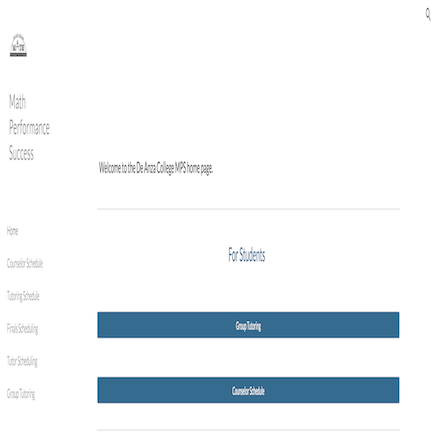 Math
Performance
Success
Home
Counselor Schedule
Tutoring Schedule
Finals Scheduling
Tutor Scheduling
Group Tutoring
Welcome to the De Anza College MPS home page.
For Students
Group Tutoring
Counselor Schedule